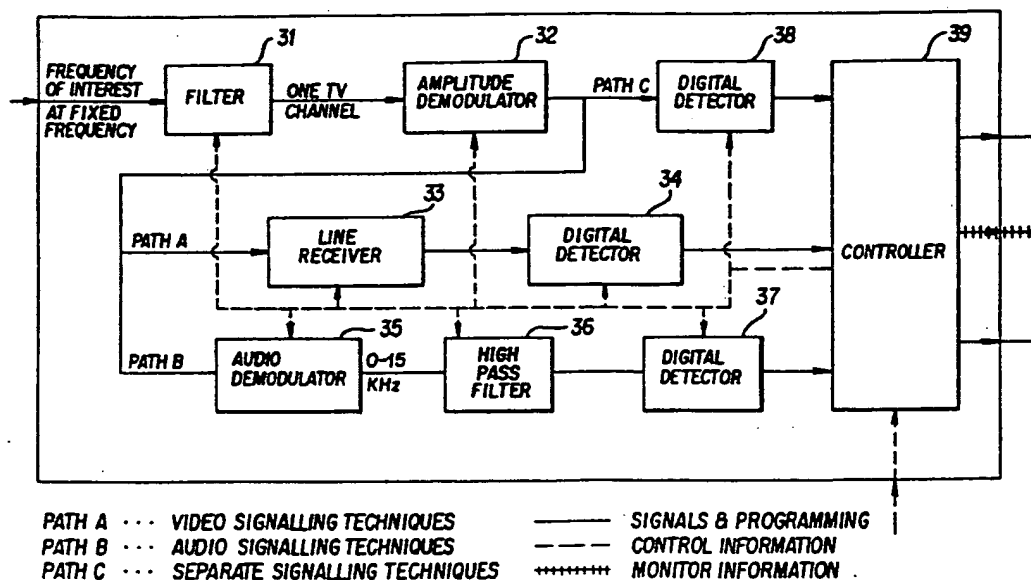 31
32
38
39
FREQUENCY
OF INTEREST
AT FIXED
FREQUENCY
FILTER
ONE TV
CHANNEL
AMPLITUDE
DEMODULATOR
PATH C
DIGITAL
DETECTOR
33
34
PATH A
LINE
RECEIVER
DIGITAL
DETECTOR
CONTROLLER
35
36
37
PATH B
AUDIO
DEMODULATOR
0-15
KHz
HIGH
PASS
FILTER
DIGITAL
DETECTOR
PATH A ··· VIDEO SIGNALLING TECHNIQUES
PATH B ··· AUDIO SIGNALLING TECHNIQUES
PATH C ··· SEPARATE SIGNALLING TECHNIQUES
SIGNALS & PROGRAMMING
CONTROL INFORMATION
MONITOR INFORMATION